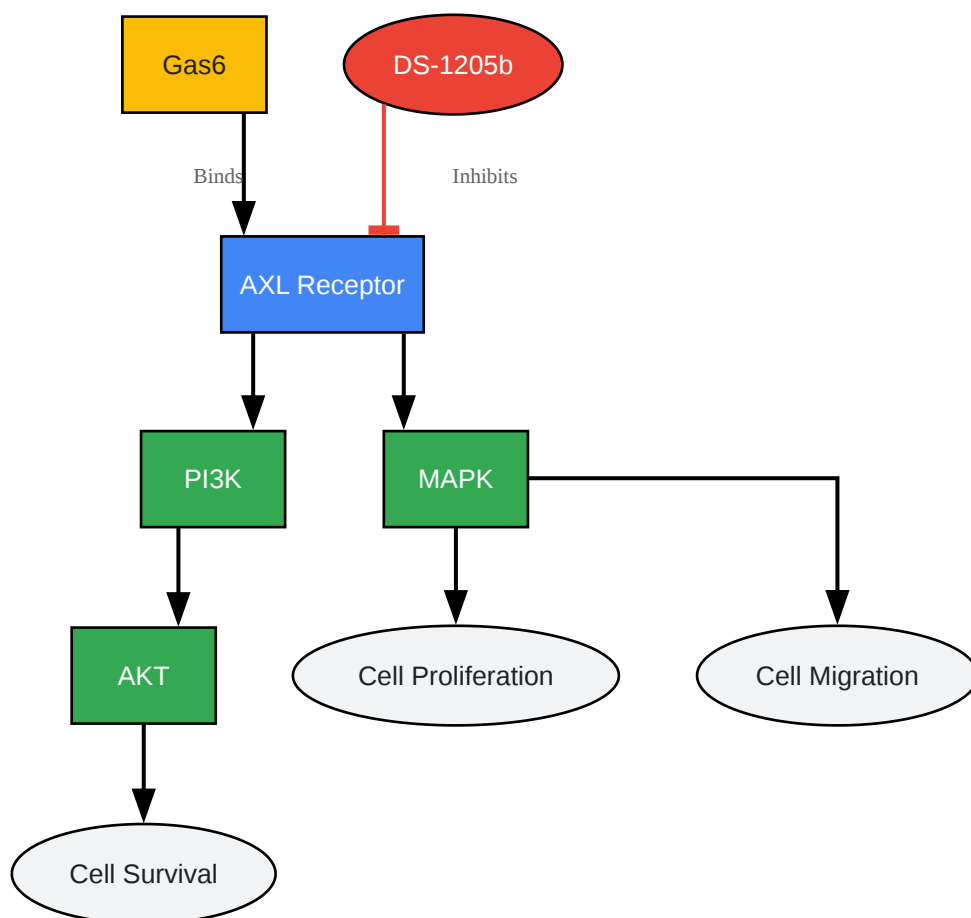 Gas6
DS-1205b
Binds
Inhibits
AXL Receptor
PI3K
MAPK
AKT
Cell Proliferation
Cell Migration
Cell Survival